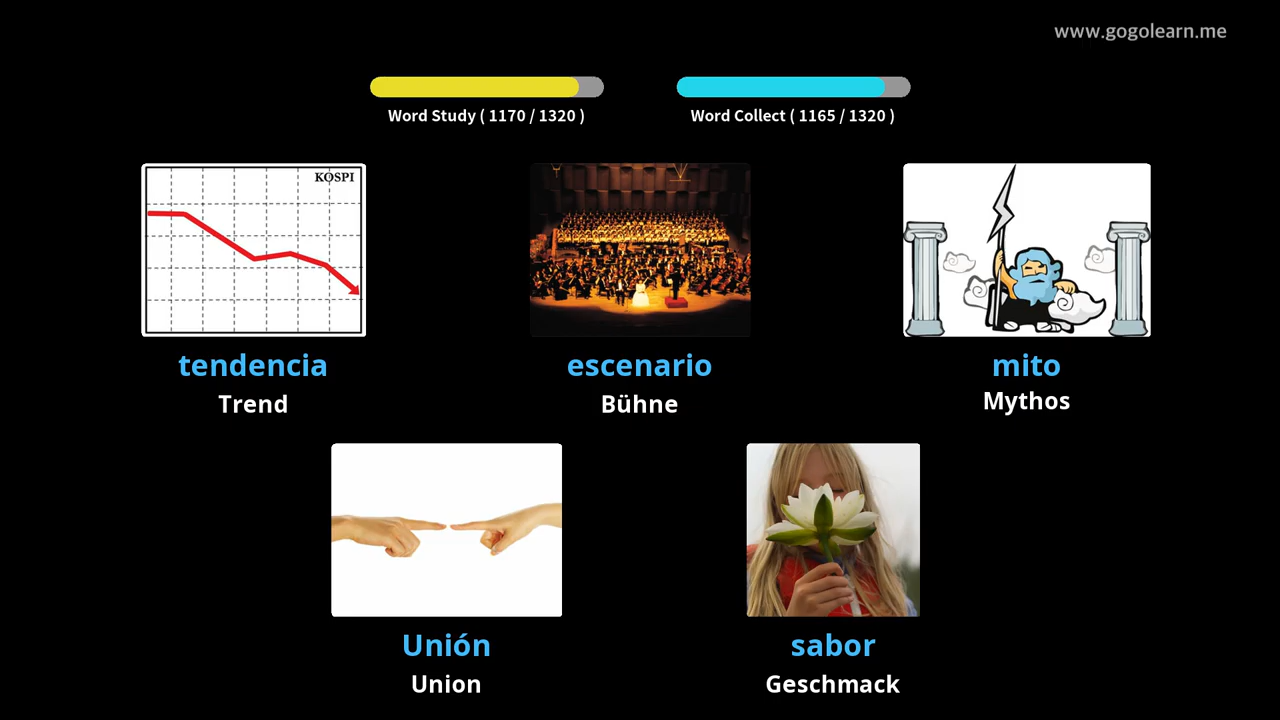 www.gogolearn.me
Word Study ( 1170 / 1320 )
Word Collect ( 1165 / 1320 )
KOSPI
tendencia
Trend
escenario
Bühne
mito
Mythos
Unión
Union
sabor
Geschmack